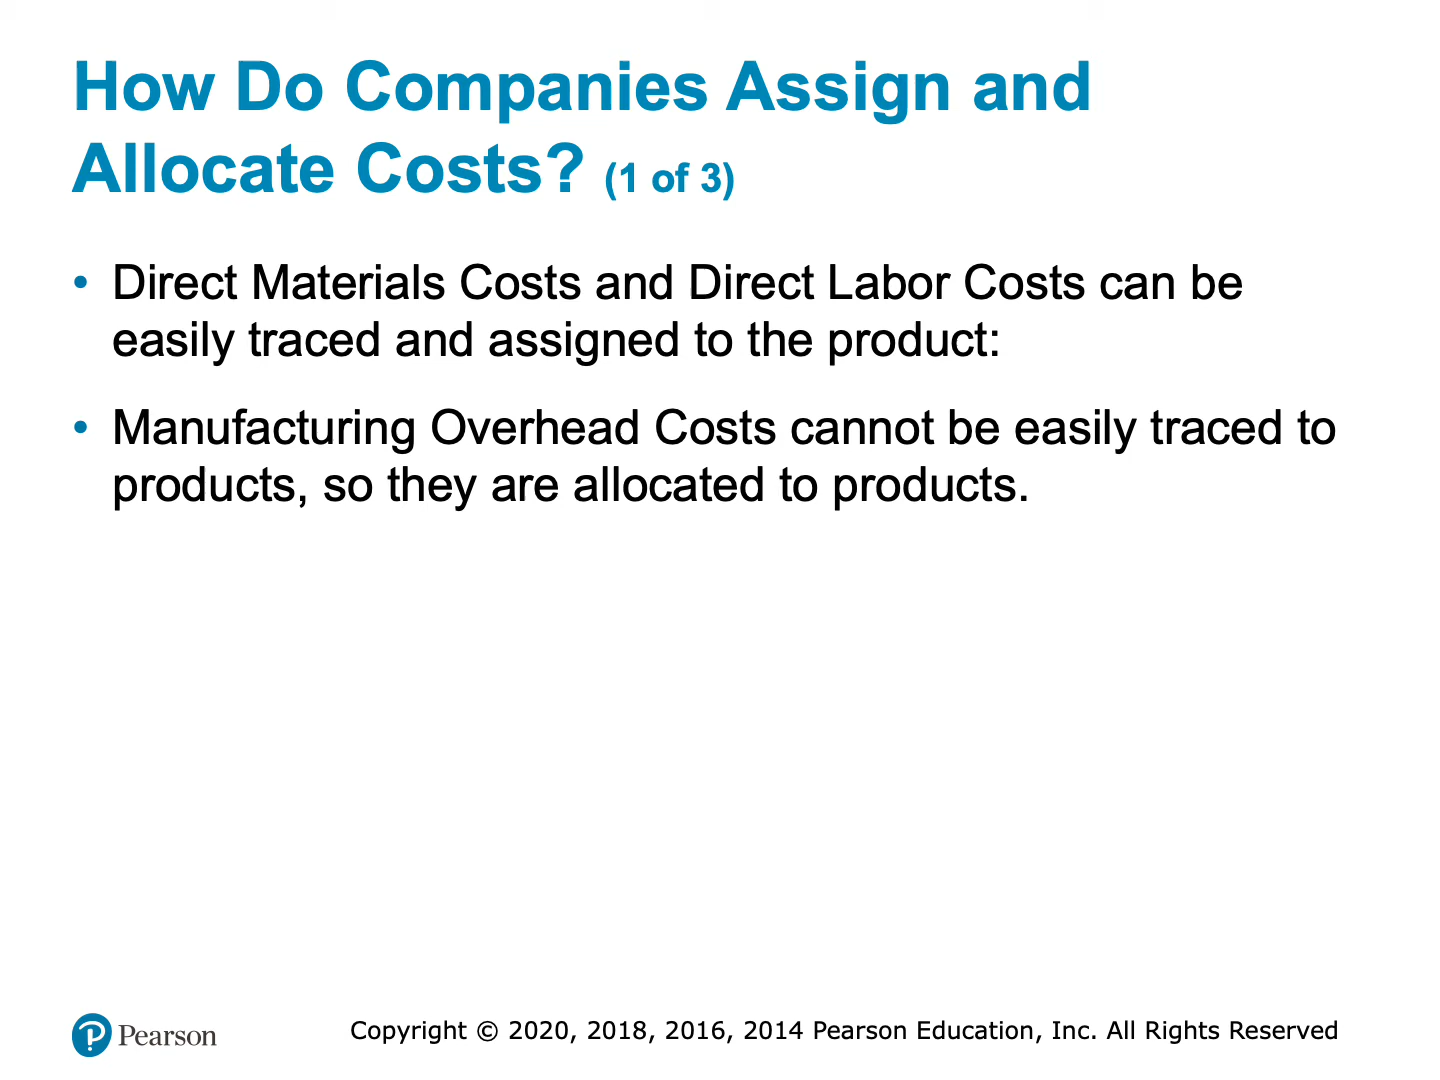 How Do Companies Assign and
Allocate Costs? (1 of 3)
• Direct Materials Costs and Direct Labor Costs can be
easily traced and assigned to the product:
• Manufacturing Overhead Costs cannot be easily traced to
products, so they are allocated to products.
Pearson
Copyright © 2020, 2018, 2016, 2014 Pearson Education, Inc. All Rights Reserved